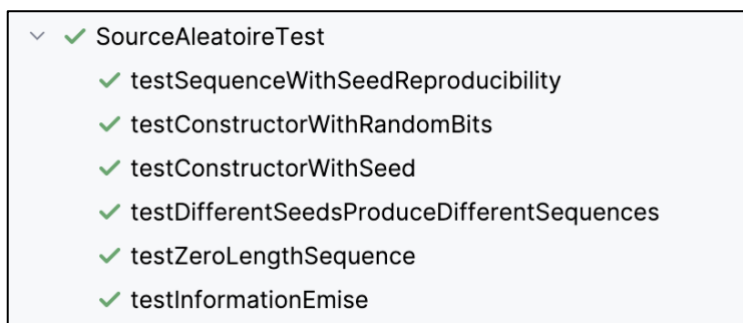 SourceAleatoireTest
testSequenceWithSeedReproducibility
testConstructorWithRandomBits
testConstructorWithSeed
testDifferentSeedsProduceDifferentSequences
testZeroLengthSequence
testInformationEmise